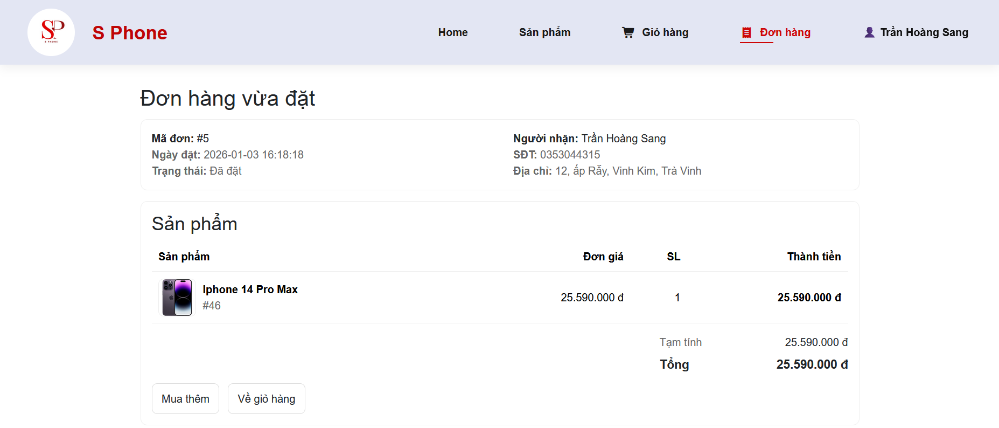 SP
S PHONE
S Phone
Home
Sản phẩm
Giỏ hàng
Đơn hàng
Trần Hoàng Sang
Đơn hàng vừa đặt
Mã đơn: #5
Ngày đặt: 2026-01-03 16:18:18
Trạng thái: Đã đặt
Người nhận: Trần Hoàng Sang
SĐT: 0353044315
Địa chỉ: 12, ấp Rẫy, Vinh Kim, Trà Vinh
Sản phẩm
Sản phẩm Đơn giá SL Thành tiền
Iphone 14 Pro Max
#46
25.590.000 đ 1 25.590.000 đ
Tạm tính 25.590.000 đ
Tổng 25.590.000 đ
Mua thêm
Về giỏ hàng